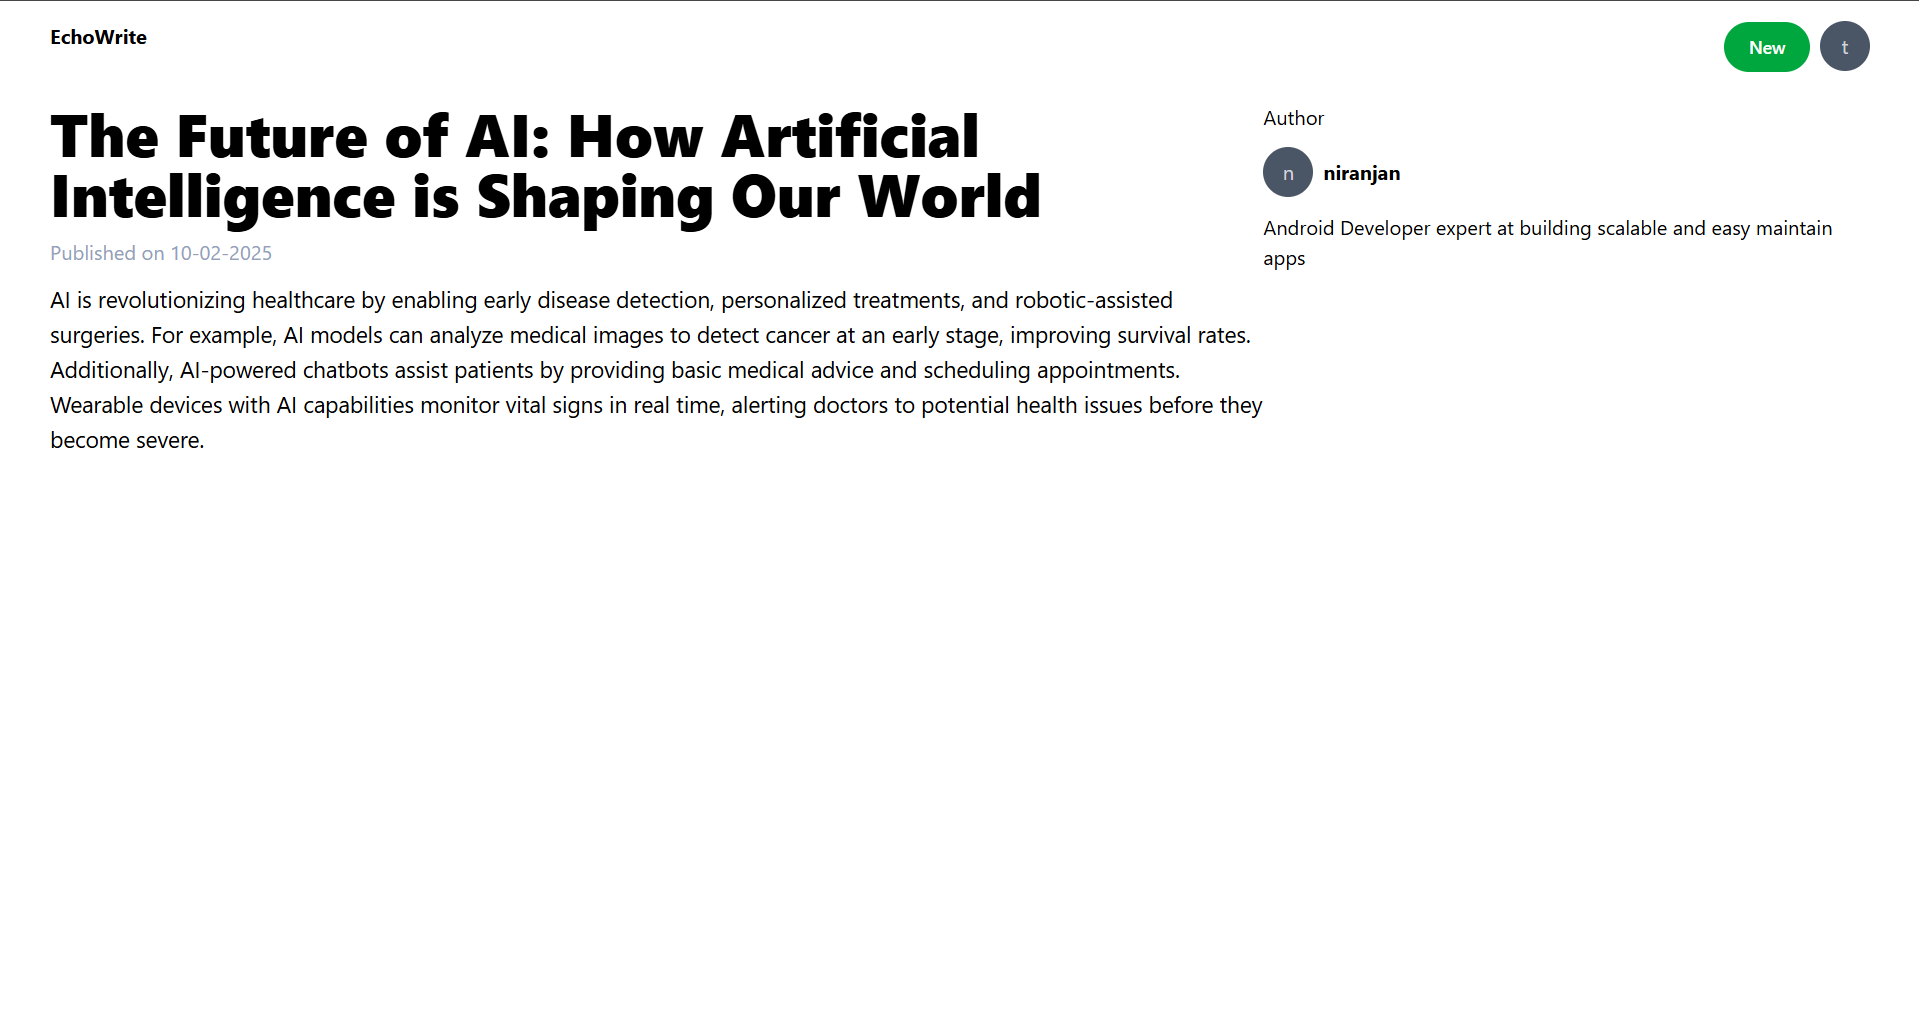 EchoWrite
New
t
The Future of AI: How Artificial
Intelligence is Shaping Our World
Published on 10-02-2025
AI is revolutionizing healthcare by enabling early disease detection, personalized treatments, and robotic-assisted
surgeries. For example, AI models can analyze medical images to detect cancer at an early stage, improving survival rates.
Additionally, AI-powered chatbots assist patients by providing basic medical advice and scheduling appointments.
Wearable devices with AI capabilities monitor vital signs in real time, alerting doctors to potential health issues before they
become severe.
Author
n
niranjan
Android Developer expert at building scalable and easy maintain
apps